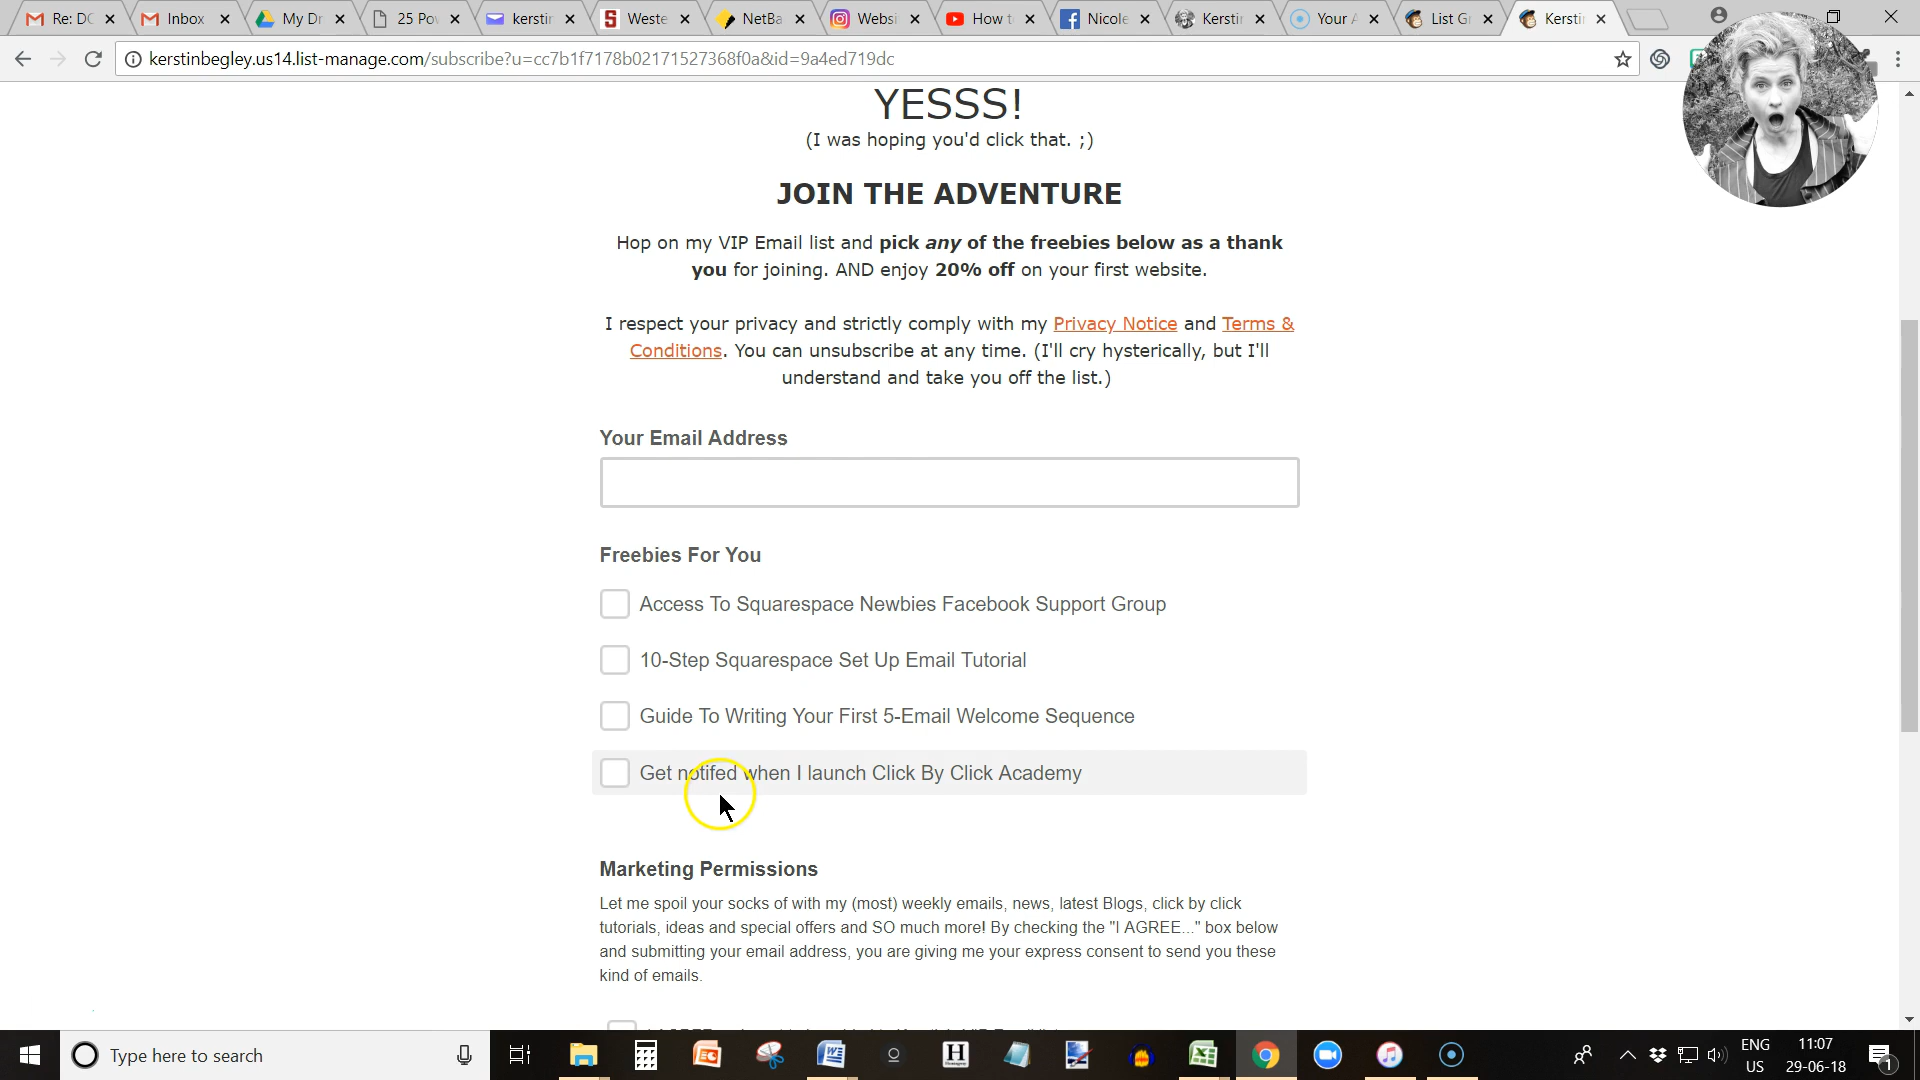 Re: DC
Inbox
My Dr
25 Po
kerstin
Weste
NetBa
Websi
How t
Nicole
Kerstin
Your A
List Gr
Kerstin
kerstinbegley.us14.list-manage.com/subscribe?u=cc7b1f7178b02171527368f0a&id=9a4ed719dc
YESSS!
(I was hoping you'd click that. ;)
JOIN THE ADVENTURE
Hop on my VIP Email list and pick any of the freebies below as a thank
you for joining. AND enjoy 20% off on your first website.
I respect your privacy and strictly comply with my Privacy Notice and Terms &
Conditions. You can unsubscribe at any time. (I'll cry hysterically, but I'll
understand and take you off the list.)
Your Email Address
Freebies For You
Access To Squarespace Newbies Facebook Support Group
10-Step Squarespace Set Up Email Tutorial
Guide To Writing Your First 5-Email Welcome Sequence
Get notifed when I launch Click By Click Academy
Marketing Permissions
Let me spoil your socks of with my (most) weekly emails, news, latest Blogs, click by click
tutorials, ideas and special offers and SO much more! By checking the "I AGREE..." box below
and submitting your email address, you are giving me your express consent to send you these
kind of emails.
Type here to search
ENG
US
11:07
29-06-18
1